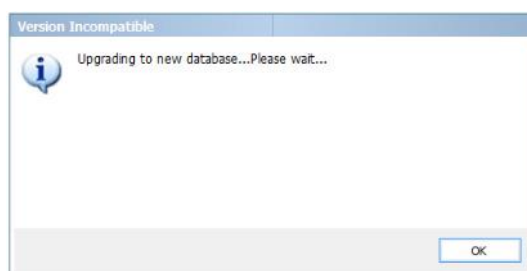 Version Incompatible
Upgrading to new database...Please wait...
OK